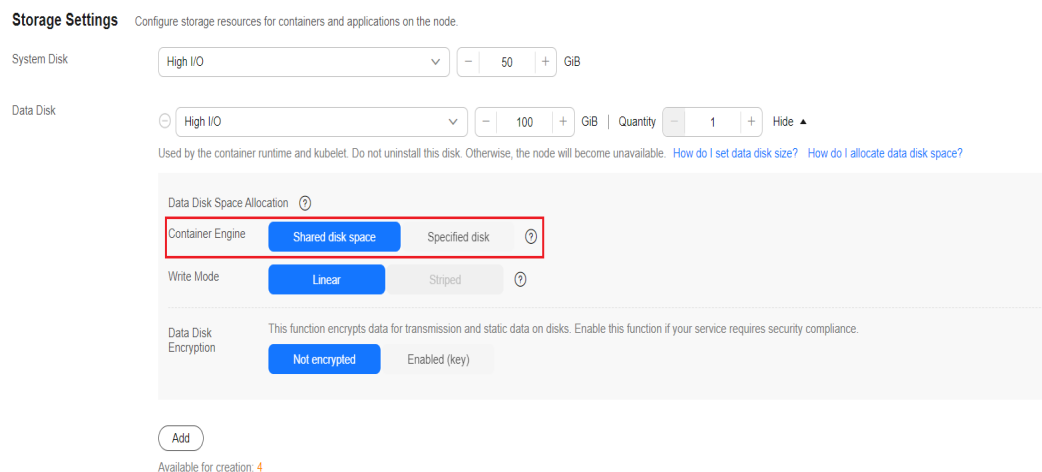 Storage Settings Configure storage resources for containers and applications on the node.
System Disk High I/O − 50 + GiB
Data Disk High I/O − 100 + GiB | Quantity − 1 + Hide ▲
Used by the container runtime and kubelet. Do not uninstall this disk. Otherwise, the node will become unavailable. How do I set data disk size? How do I allocate data disk space?
Data Disk Space Allocation ?
Container Engine Shared disk space Specified disk ?
Write Mode Linear Striped ?
Data Disk Encryption This function encrypts data for transmission and static data on disks. Enable this function if your service requires security compliance.
Not encrypted Enabled (key)
Add
Available for creation: 4